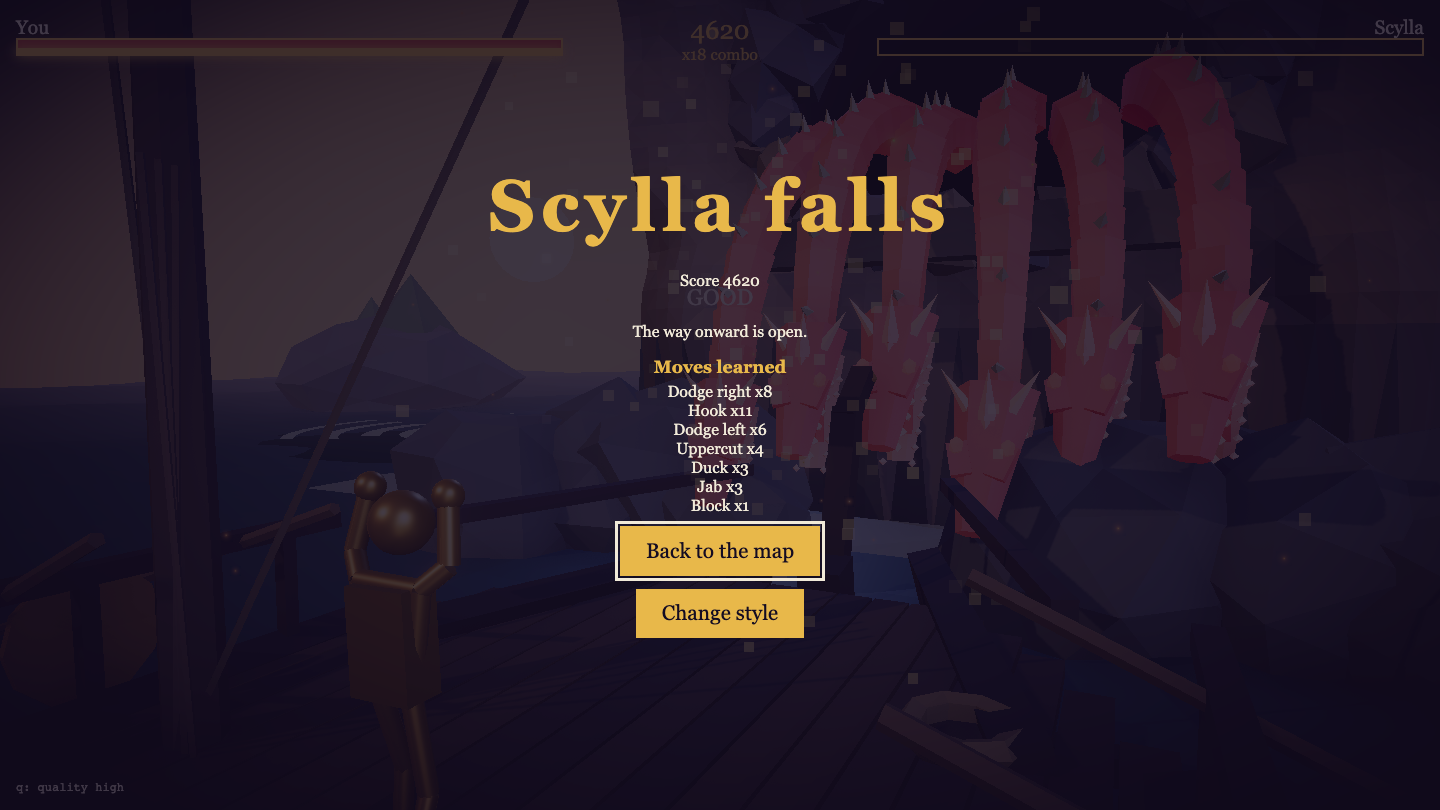 You
4620
x18 combo
Scylla
Scylla falls
Score 4620
GOOD
The way onward is open.
Moves learned
Dodge right x8
Hook x11
Dodge left x6
Uppercut x4
Duck x3
Jab x3
Block x1
Back to the map
Change style
q: quality high